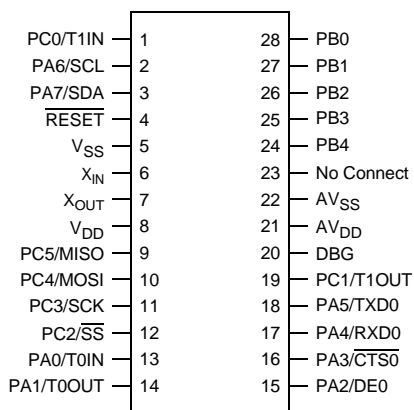 PC0/T1IN 1 28 PB0
PA6/SCL 2 27 PB1
PA7/SDA 3 26 PB2
RESET 4 25 PB3
VSS 5 24 PB4
XIN 6 23 No Connect
XOUT 7 22 AVSS
VDD 8 21 AVDD
PC5/MISO 9 20 DBG
PC4/MOSI 10 19 PC1/T1OUT
PC3/SCK 11 18 PA5/TXD0
PC2/SS 12 17 PA4/RXD0
PA0/T0IN 13 16 PA3/CTS0
PA1/T0OUT 14 15 PA2/DE0